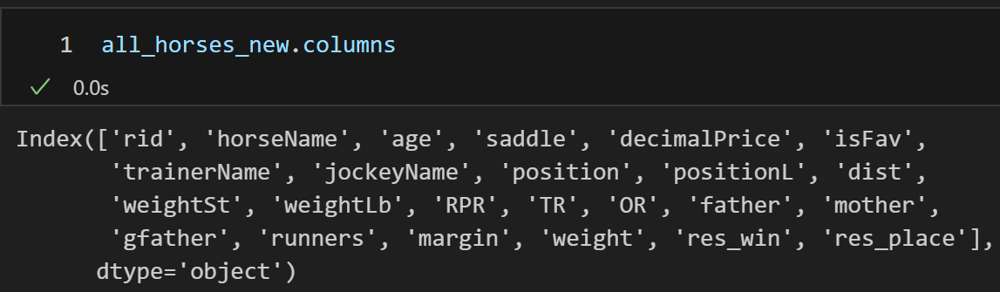 1 all_horses_new.columns
0.0s
Index(['rid', 'horseName', 'age', 'saddle', 'decimalPrice', 'isFav',
'trainerName', 'jockeyName', 'position', 'positionL', 'dist',
'weightSt', 'weightLb', 'RPR', 'TR', 'OR', 'father', 'mother',
'gfather', 'runners', 'margin', 'weight', 'res_win', 'res_place'],
dtype='object')